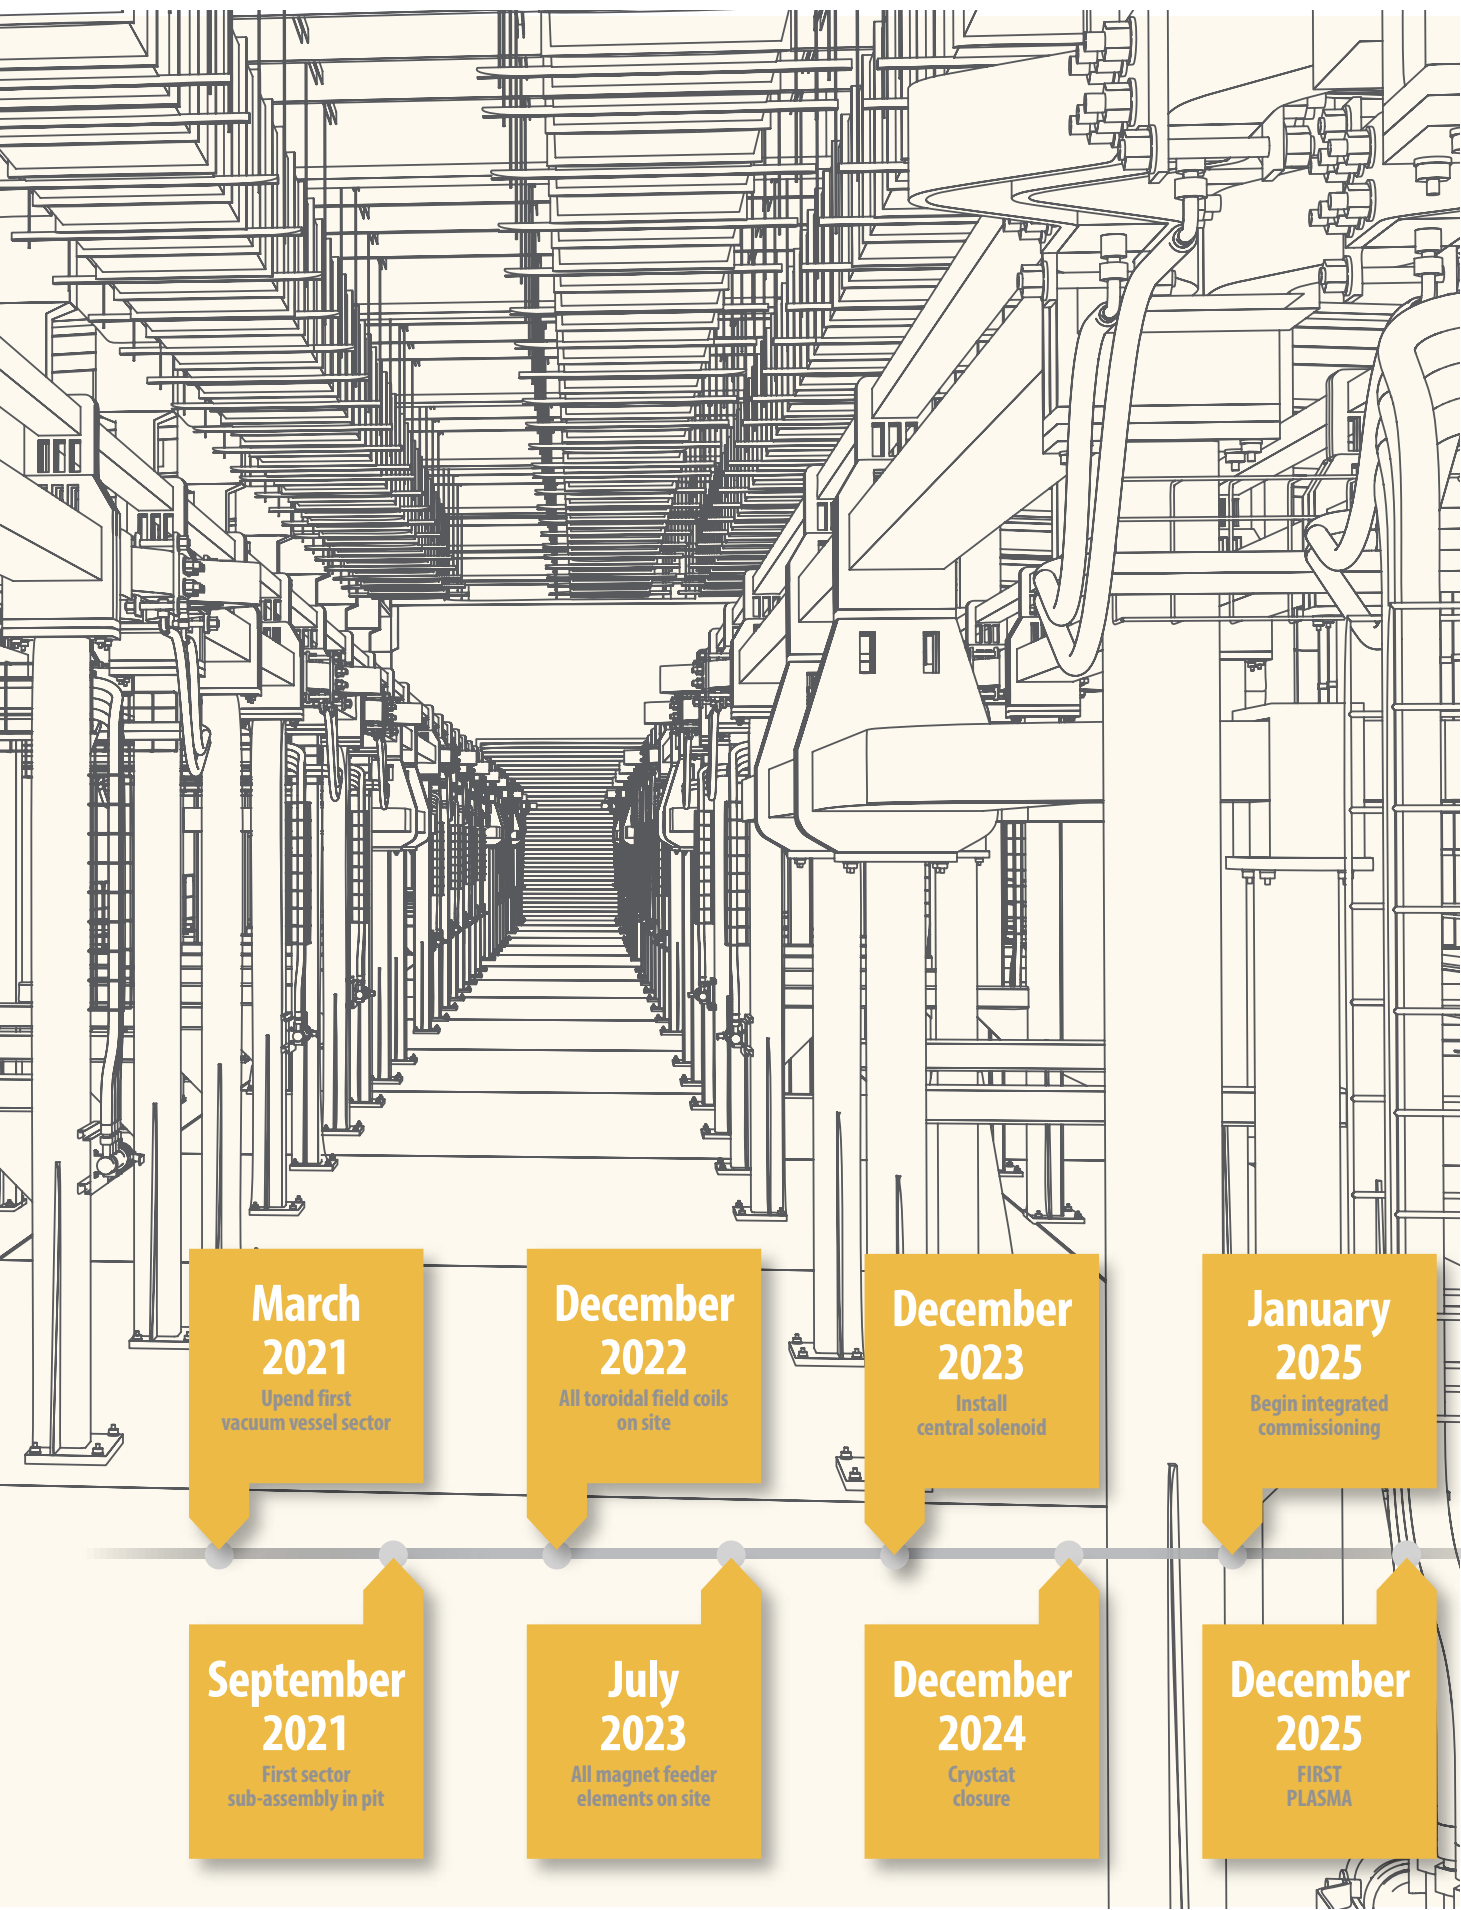 March
2021
Upend first
vacuum vessel sector
December
2022
All toroidal field coils
on site
December
2023
Install
central solenoid
January
2025
Begin integrated
commissioning
September
2021
First sector
sub-assembly in pit
July
2023
All magnet feeder
elements on site
December
2024
Cryostat
closure
December
2025
FIRST
PLASMA